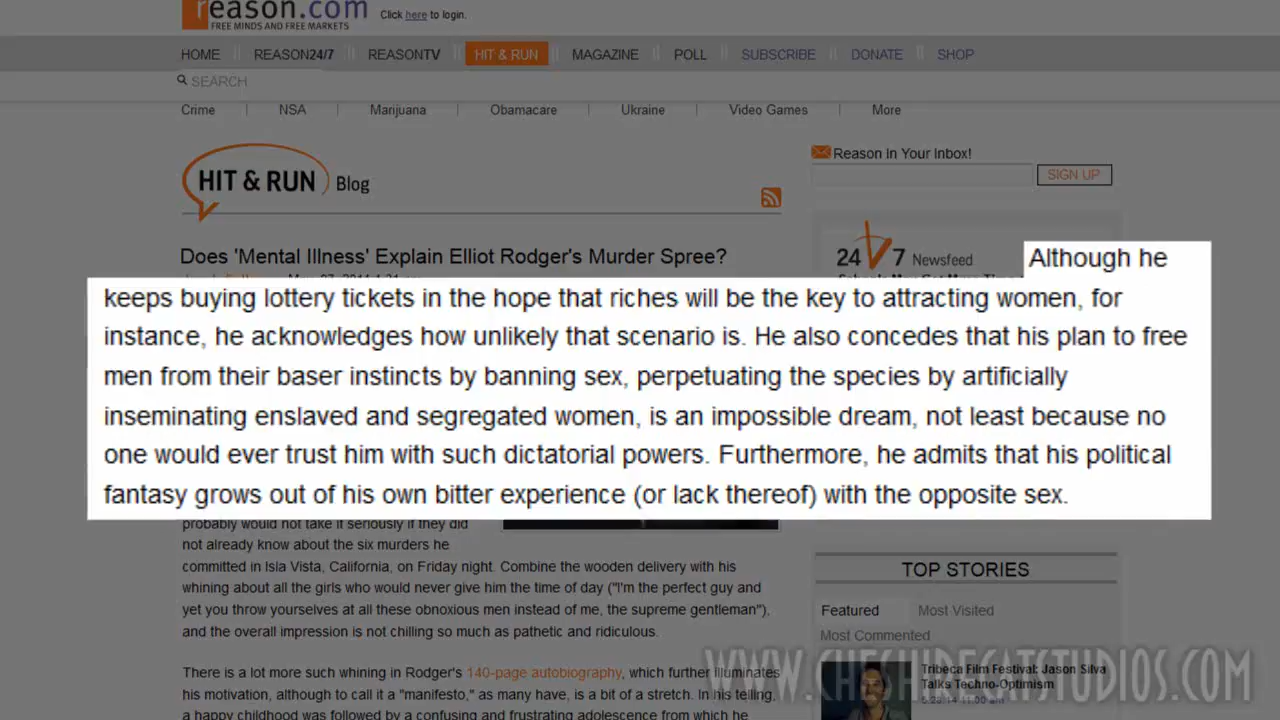 reason.com
FREE MINDS AND FREE MARKETS
Click here to login.
HOME
REASON24/7
REASONTV
HIT & RUN
MAGAZINE
POLL
SUBSCRIBE
DONATE
SHOP
SEARCH
Crime
NSA
Marijuana
Obamacare
Ukraine
Video Games
More
HIT & RUN Blog
Reason In Your Inbox!
SIGN UP
24 7 Newsfeed
Does 'Mental Illness' Explain Elliot Rodger's Murder Spree?
Although he
keeps buying lottery tickets in the hope that riches will be the key to attracting women, for
instance, he acknowledges how unlikely that scenario is. He also concedes that his plan to free
men from their baser instincts by banning sex, perpetuating the species by artificially
inseminating enslaved and segregated women, is an impossible dream, not least because no
one would ever trust him with such dictatorial powers. Furthermore, he admits that his political
fantasy grows out of his own bitter experience (or lack thereof) with the opposite sex.
probably would not take it seriously if they did
not already know about the six murders he
committed in Isla Vista, California, on Friday night. Combine the wooden delivery with his
whining about all the girls who would never give him the time of day ("I'm the perfect guy and
yet you throw yourselves at all these obnoxious men instead of me, the supreme gentleman"),
and the overall impression is not chilling so much as pathetic and ridiculous.
There is a lot more such whining in Rodger's 140-page autobiography, which further illuminates
his motivation, although to call it a "manifesto," as many have, is a bit of a stretch. In his telling,
a happy childhood was followed by a confusing and frustrating adolescence from which he
TOP STORIES
Featured
Most Visited
Most Commented
Tribeca Film Festival: Jason Silva
Talks Techno-Optimism
WWW.CHESHIRECATSTUDIOS.COM